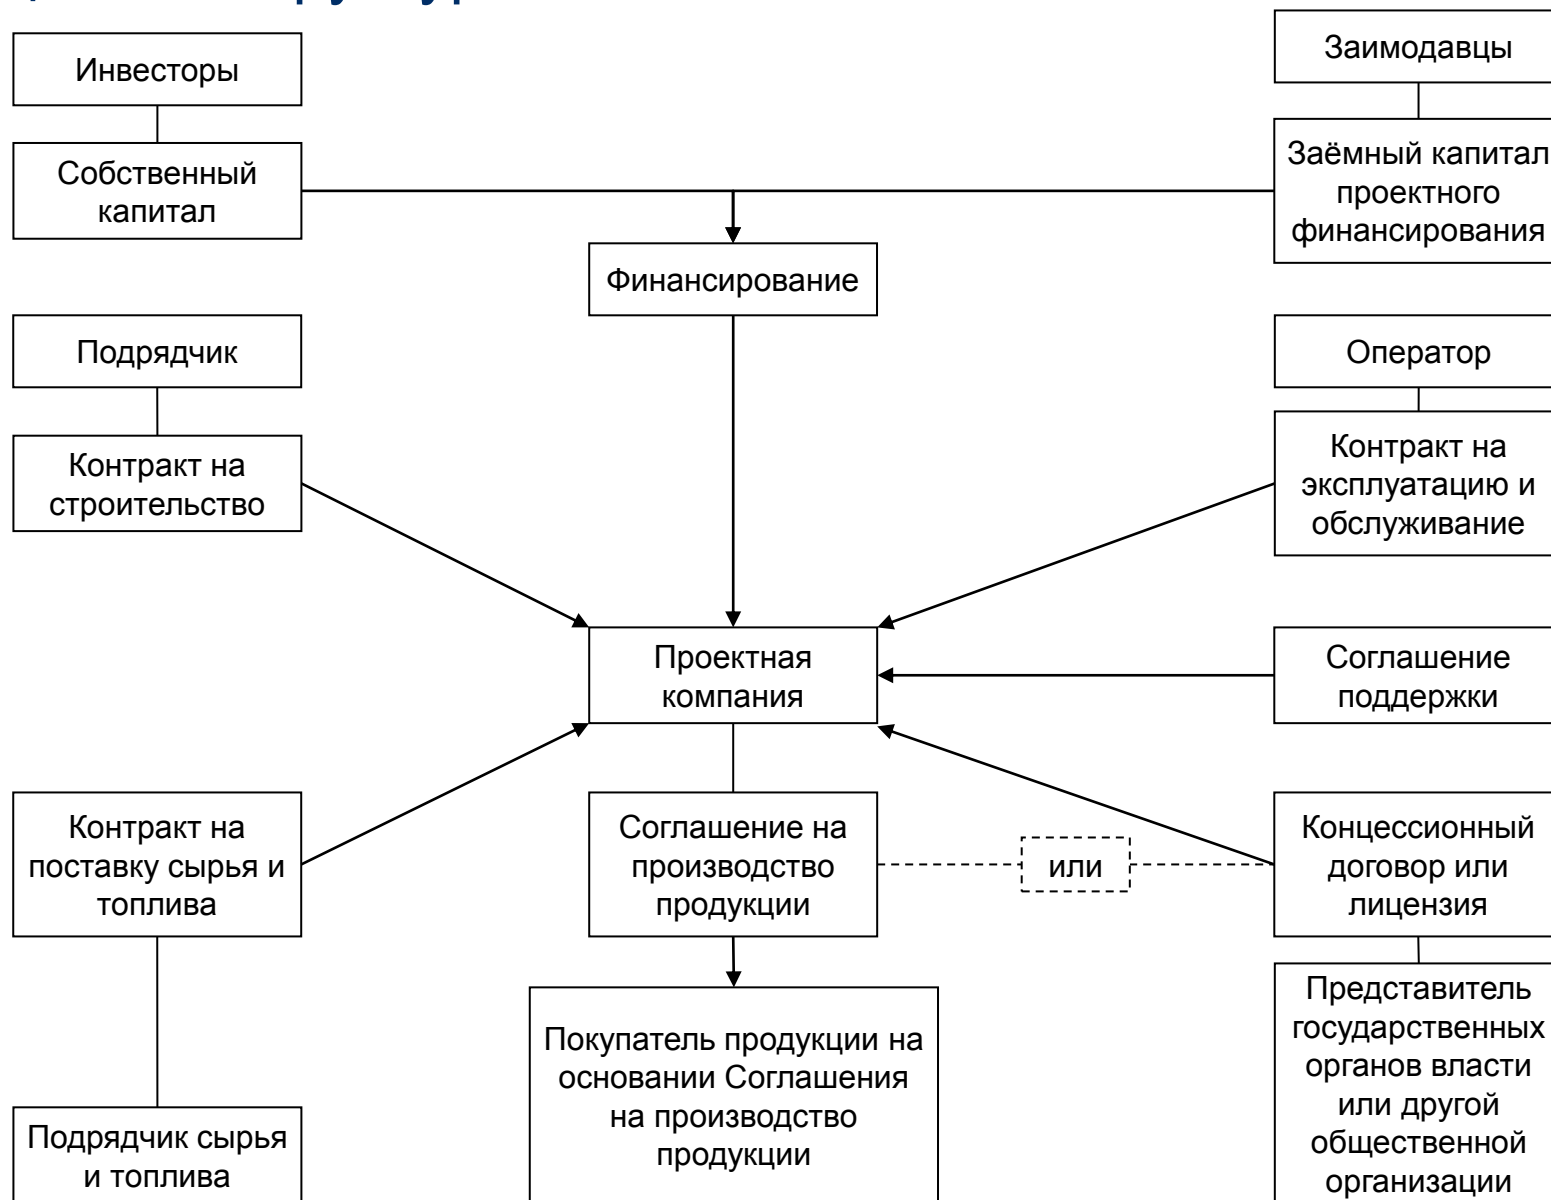 Инвесторы
Заимодавцы
Собственный
капитал
Заёмный капитал
проектного
финансирования
Финансирование
Подрядчик
Оператор
Контракт на
строительство
Контракт на
эксплуатацию и
обслуживание
Проектная
компания
Соглашение
поддержки
Контракт на
поставку сырья и
топлива
Соглашение на
производство
продукции
или
Концессионный
договор или
лицензия
Покупатель продукции на
основании Соглашения
на производство
продукции
Представитель
государственных
органов власти
или другой
общественной
организации
Подрядчик сырья
и топлива